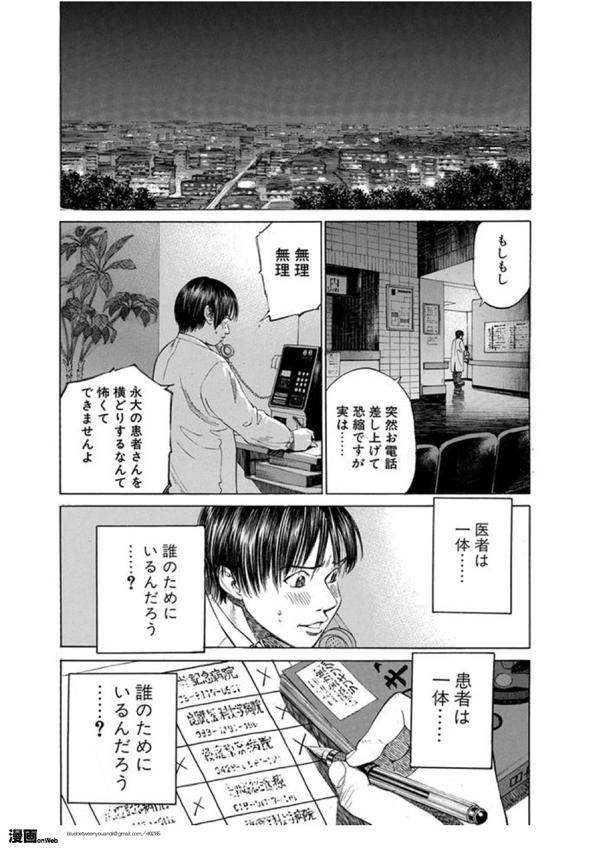 もしもし
突然お電話
差し上げて
恐縮ですが
実は……
無理
無理
永大の患者さんを
横どりするなんて
怖くて
できませんよ
医者は
一体……
誰のために
いるんだろう
……?
患者は
一体……
誰のために
いるんだろう
……?
記念病院
病院
医療
病院
漫画 on Web
bluebetweenyouandi@gmail.com/40285